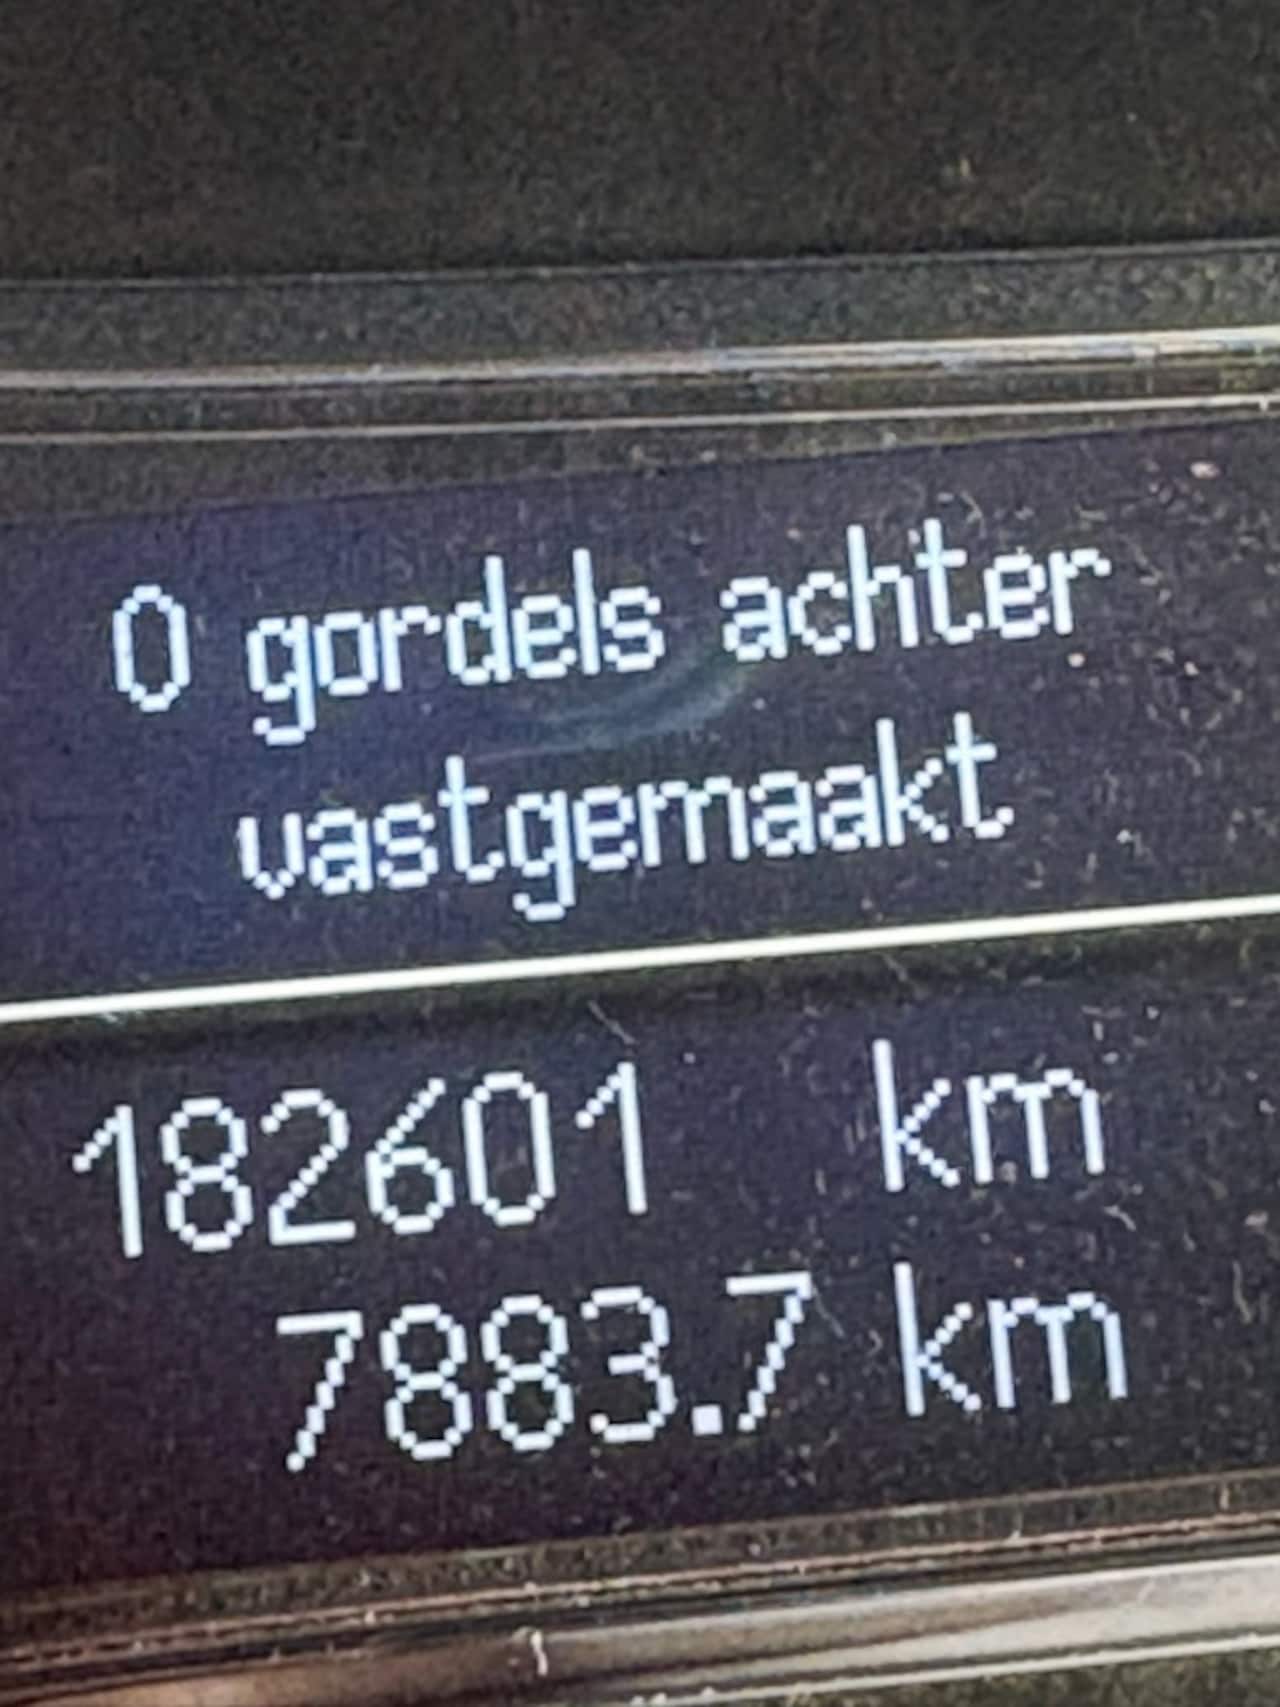 0 gordels achter
vastgemaakt
182601 km
7883.7 km